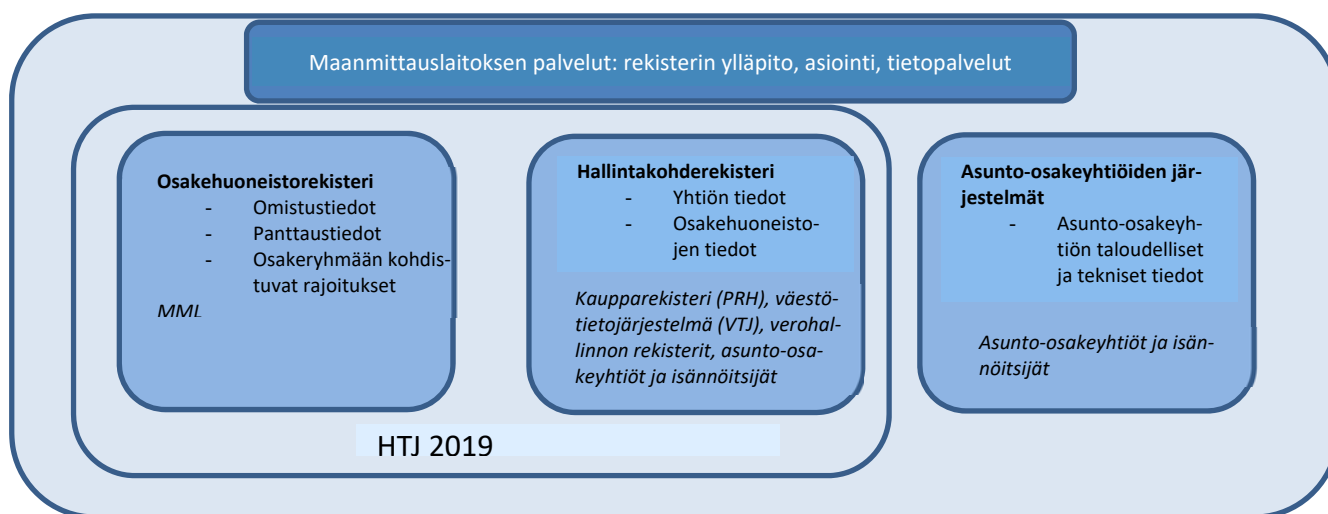 Maanmittauslaitoksen palvelut: rekisterin ylläpito, asiointi, tietopalvelut
Osakehuoneistorekisteri
- Omistustiedot
- Panttaustiedot
- Osakeryhmään kohdis-
tuvat rajoitukset
MML
Hallintakohderekisteri
- Yhtiön tiedot
- Osakehuoneisto-
jen tiedot
Kaupparekisteri (PRH), väestö-
tietojärjestelmä (VTJ), verohal-
linnon rekisterit, asunto-osa-
keyhtiöt ja isännöitsijät
Asunto-osakeyhtiöiden jär-
jestelmät
- Asunto-osakeyh-
tiön taloudelliset
ja tekniset tiedot
Asunto-osakeyhtiöt ja isän-
nöitsijät
HTJ 2019